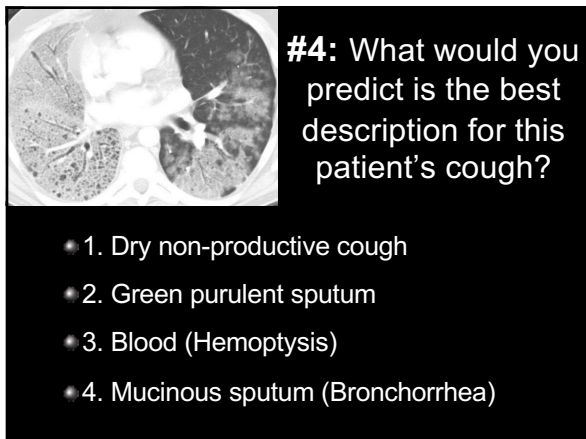 #4: What would you
predict is the best
description for this
patient’s cough?
1. Dry non-productive cough
2. Green purulent sputum
3. Blood (Hemoptysis)
4. Mucinous sputum (Bronchorrhea)